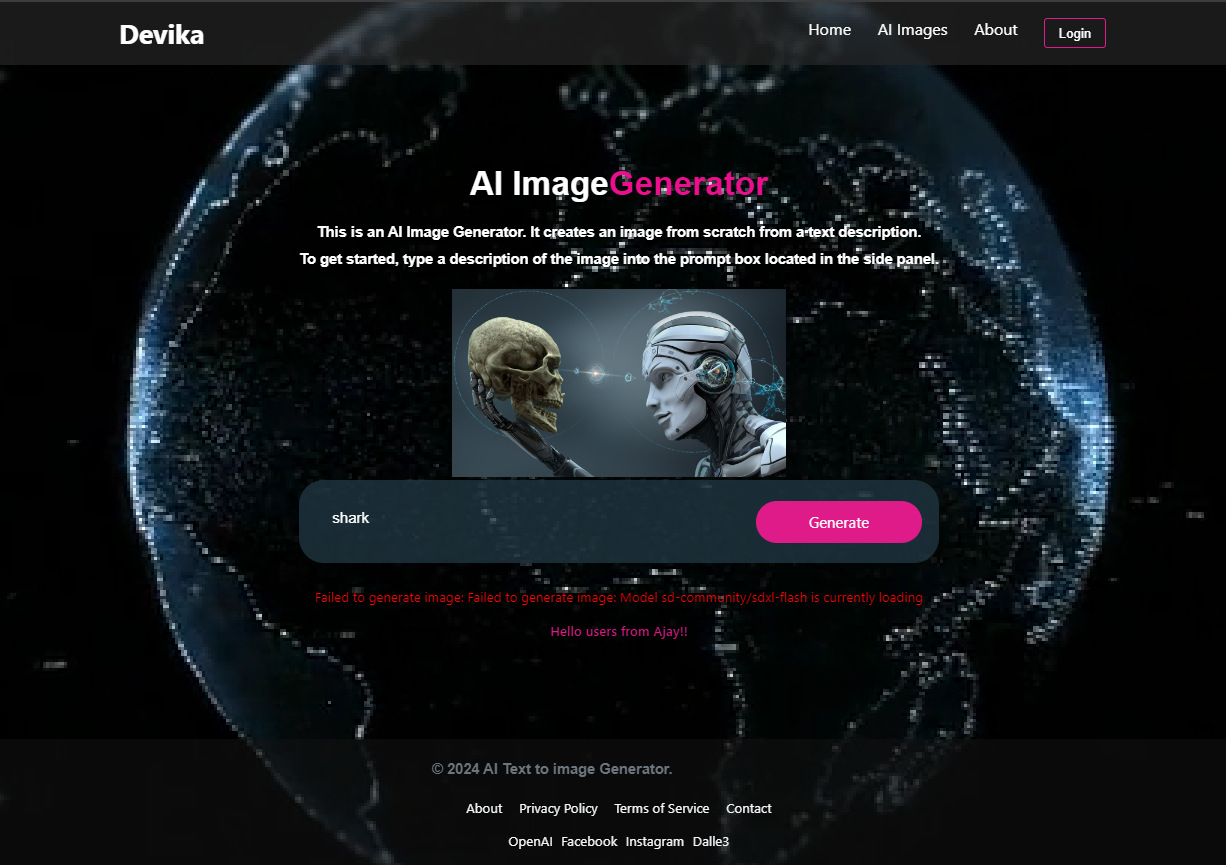 Devika
Home AI Images About Login
AI ImageGenerator
This is an AI Image Generator. It creates an image from scratch from a text description.
To get started, type a description of the image into the prompt box located in the side panel.
shark
Generate
Failed to generate image: Failed to generate image: Model sd-community/sdxl-flash is currently loading
Hello users from Ajay!!
© 2024 AI Text to image Generator.
About Privacy Policy Terms of Service Contact
OpenAI Facebook Instagram Dalle3